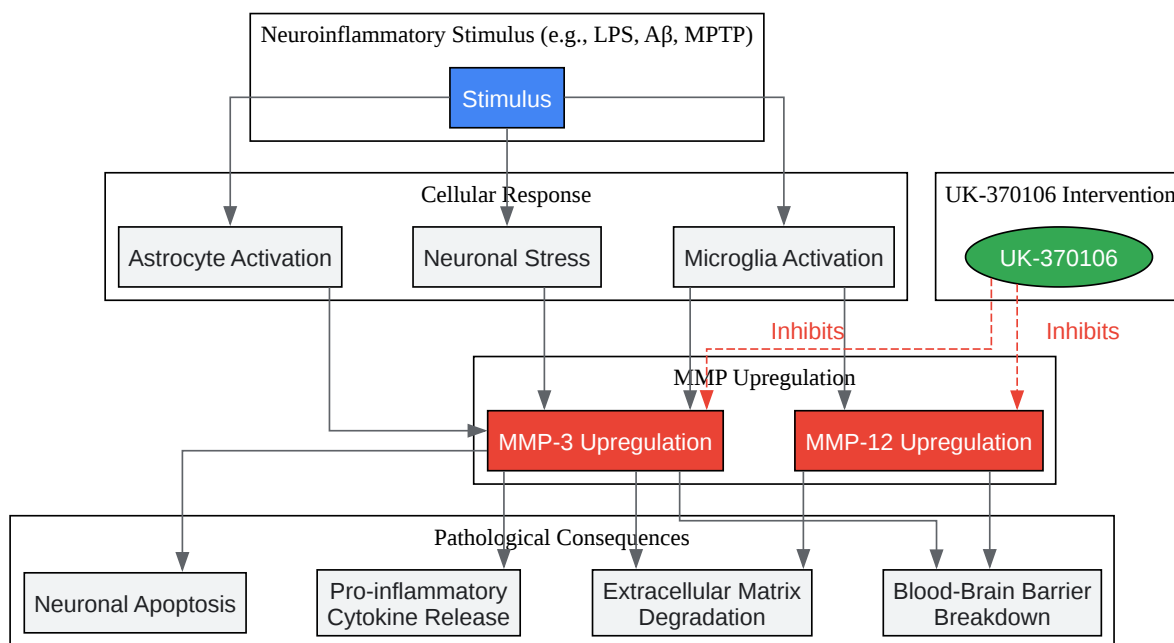 Neuroinflammatory Stimulus (e.g., LPS, Aβ, MPTP)
Stimulus
Cellular Response
UK-370106 Intervention
Astrocyte Activation
Neuronal Stress
Microglia Activation
UK-370106
Inhibits
Inhibits
MMP Upregulation
MMP-3 Upregulation
MMP-12 Upregulation
Pathological Consequences
Neuronal Apoptosis
Pro-inflammatory
Cytokine Release
Extracellular Matrix
Degradation
Blood-Brain Barrier
Breakdown